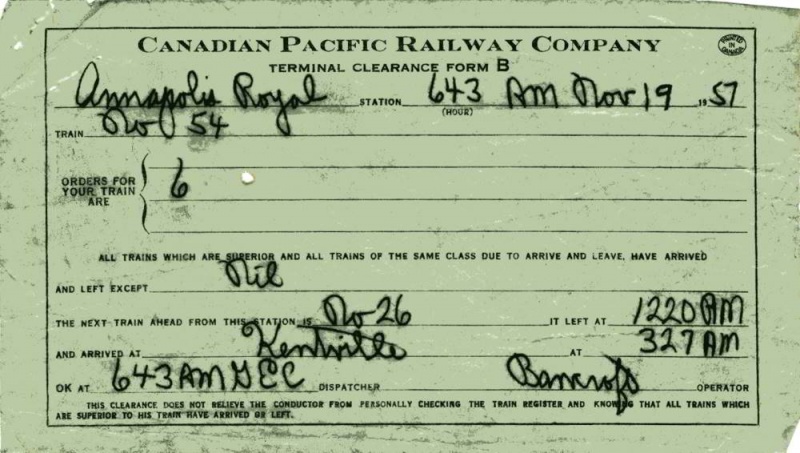 CANADIAN PACIFIC RAILWAY COMPANY
PRINTED IN CANADA
TERMINAL CLEARANCE FORM B
Annapolis Royal STATION 643 AM Nov 19 1957
(HOUR)
TRAIN No 54
ORDERS FOR YOUR TRAIN ARE { 6
ALL TRAINS WHICH ARE SUPERIOR AND ALL TRAINS OF THE SAME CLASS DUE TO ARRIVE AND LEAVE, HAVE ARRIVED
AND LEFT EXCEPT Nil
THE NEXT TRAIN AHEAD FROM THIS STATION IS No 26 IT LEFT AT 1220 AM
AND ARRIVED AT Kentville AT 327 AM
OK AT 643 AM GEC DISPATCHER Bancroft OPERATOR
THIS CLEARANCE DOES NOT RELIEVE THE CONDUCTOR FROM PERSONALLY CHECKING THE TRAIN REGISTER AND KNOWING THAT ALL TRAINS WHICH
ARE SUPERIOR TO HIS TRAIN HAVE ARRIVED OR LEFT.